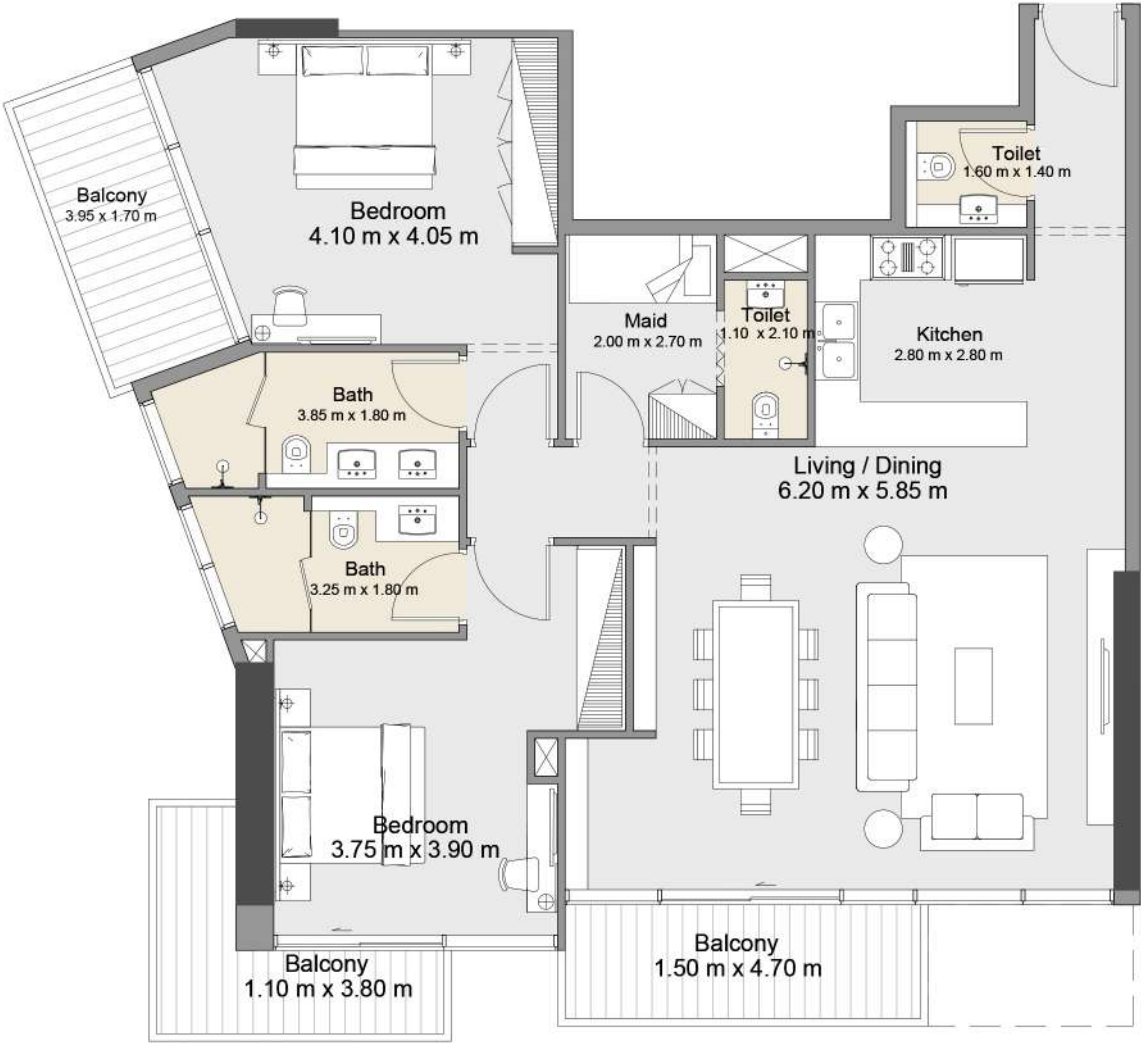 Toilet
1.60 m x 1.40 m
Balcony
3.95 x 1.70 m
Bedroom
4.10 m x 4.05 m
Maid
2.00 m x 2.70 m
Toilet
1.10 x 2.10 m
Kitchen
2.80 m x 2.80 m
Bath
3.85 m x 1.80 m
Living / Dining
6.20 m x 5.85 m
Bath
3.25 m x 1.80 m
Bedroom
3.75 m x 3.90 m
Balcony
1.50 m x 4.70 m
Balcony
1.10 m x 3.80 m